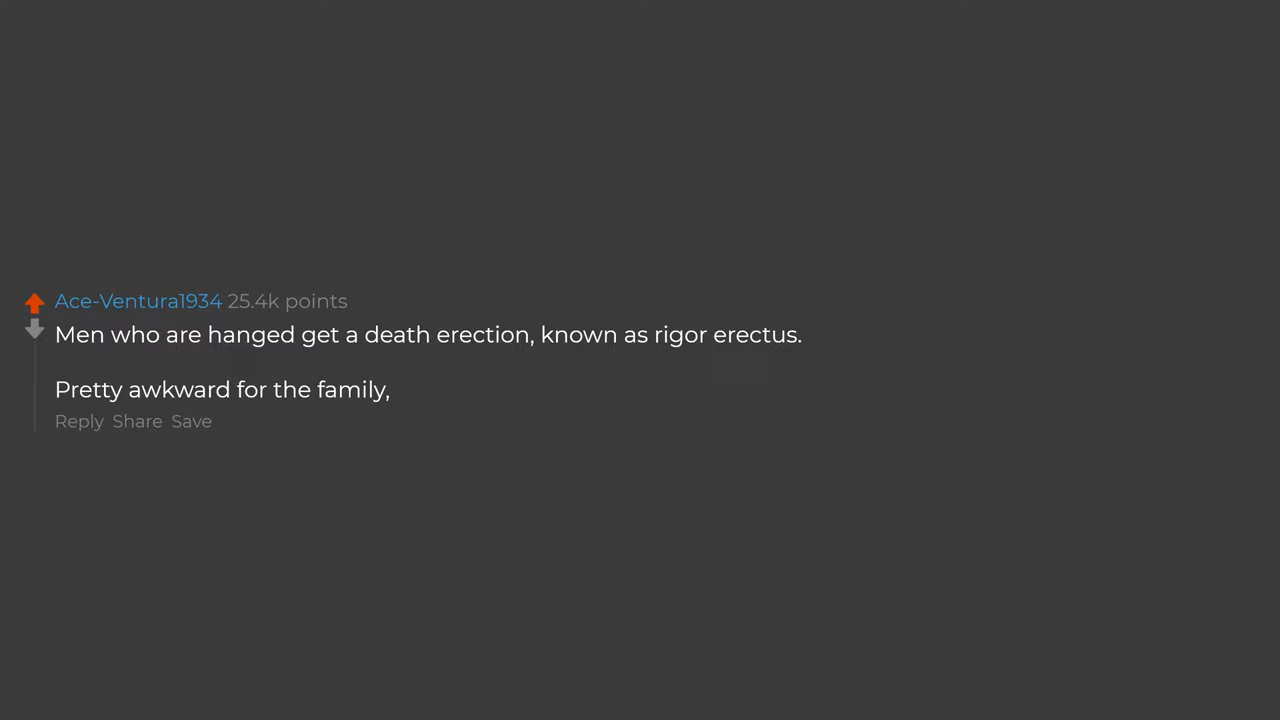 Ace-Ventura1934 25.4k points
Men who are hanged get a death erection, known as rigor erectus.
Pretty awkward for the family,
Reply Share Save